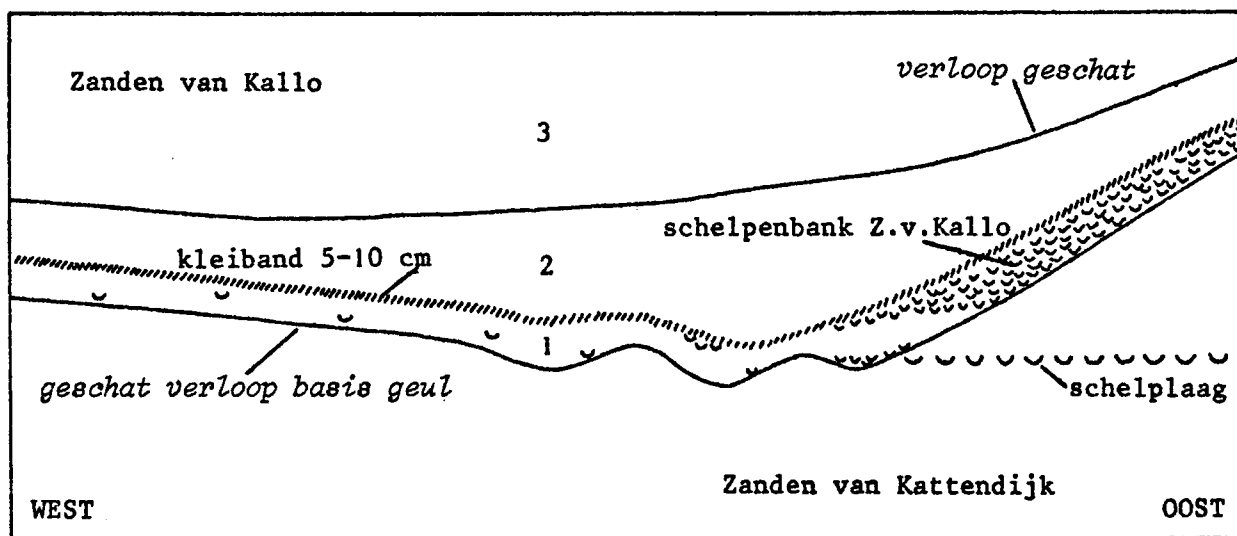 Zanden van Kallo
verloop geschat
3
schelpenbank Z.v.Kallo
kleiband 5-10 cm
2
1
geschat verloop basis geul
schelplaag
Zanden van Kattendijk
WEST
OOST